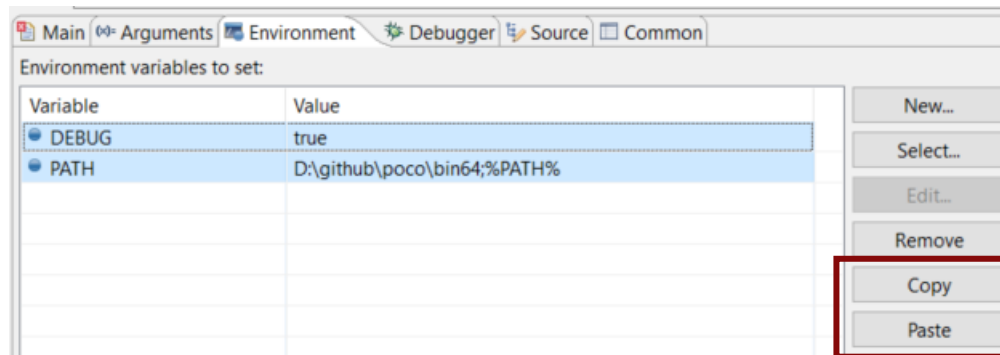 Main (x)= Arguments Environment Debugger Source Common
Environment variables to set:
Variable Value New...
DEBUG true Select...
PATH D:\github\poco\bin64;%PATH%
Edit...
Remove
Copy
Paste